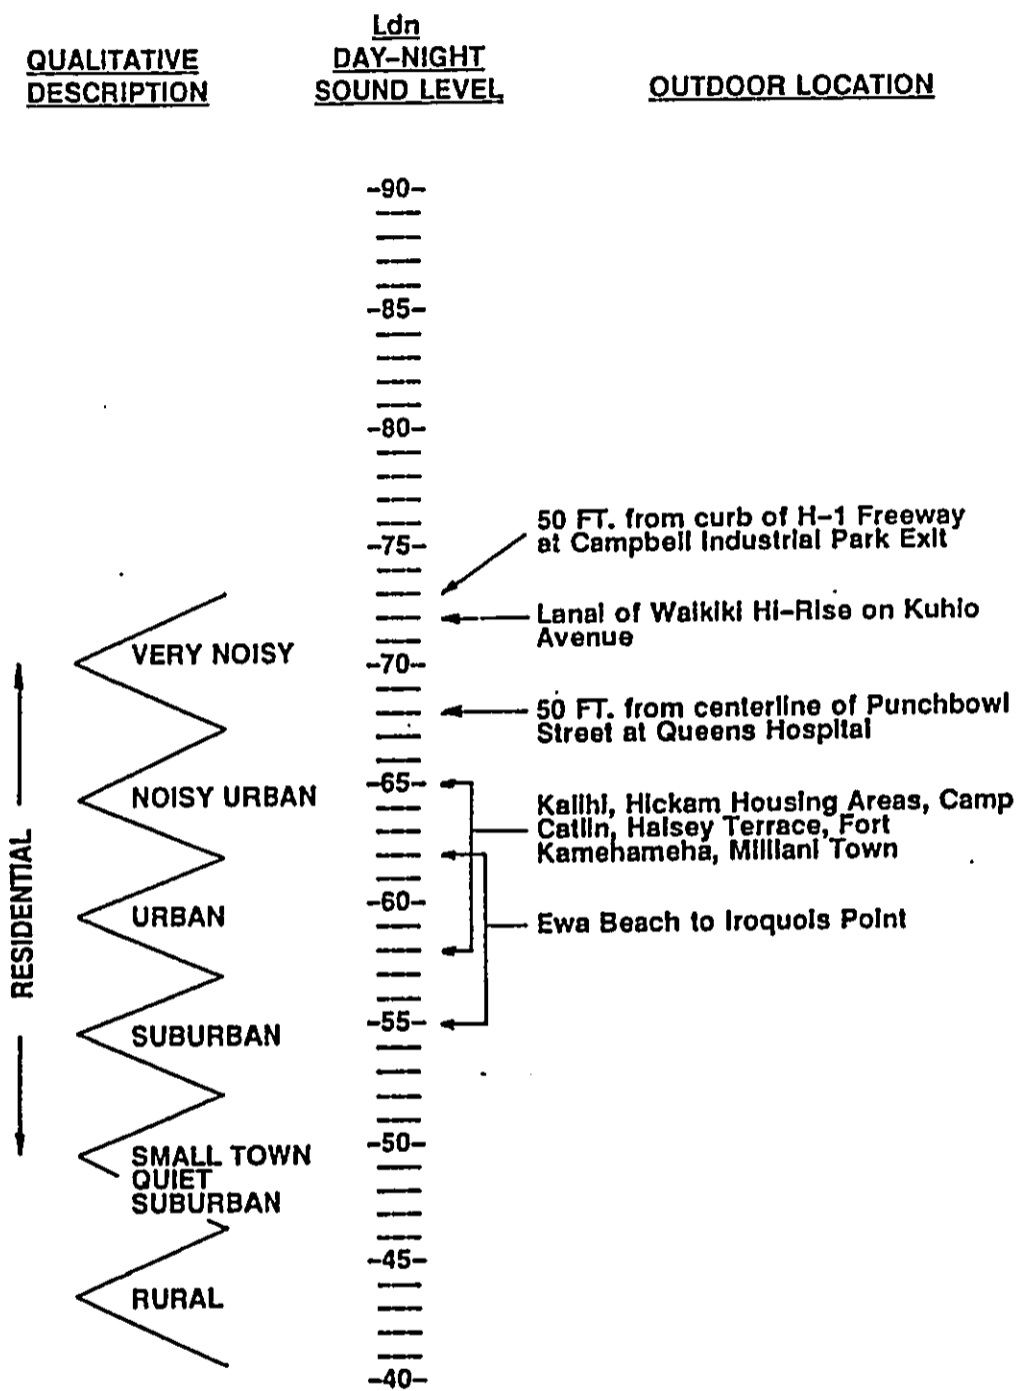 QUALITATIVE
DESCRIPTION
Ldn
DAY-NIGHT
SOUND LEVEL
OUTDOOR LOCATION
-90-
-85-
-80-
-75-
-70-
-65-
-60-
-55-
-50-
-45-
-40-
50 FT. from curb of H-1 Freeway
at Campbell Industrial Park Exit
Lanai of Waikiki Hi-Rise on Kuhio
Avenue
50 FT. from centerline of Punchbowl
Street at Queens Hospital
Kalihi, Hickam Housing Areas, Camp
Catlin, Halsey Terrace, Fort
Kamehameha, Mililani Town
Ewa Beach to Iroquois Point
RESIDENTIAL
VERY NOISY
NOISY URBAN
URBAN
SUBURBAN
SMALL TOWN
QUIET
SUBURBAN
RURAL